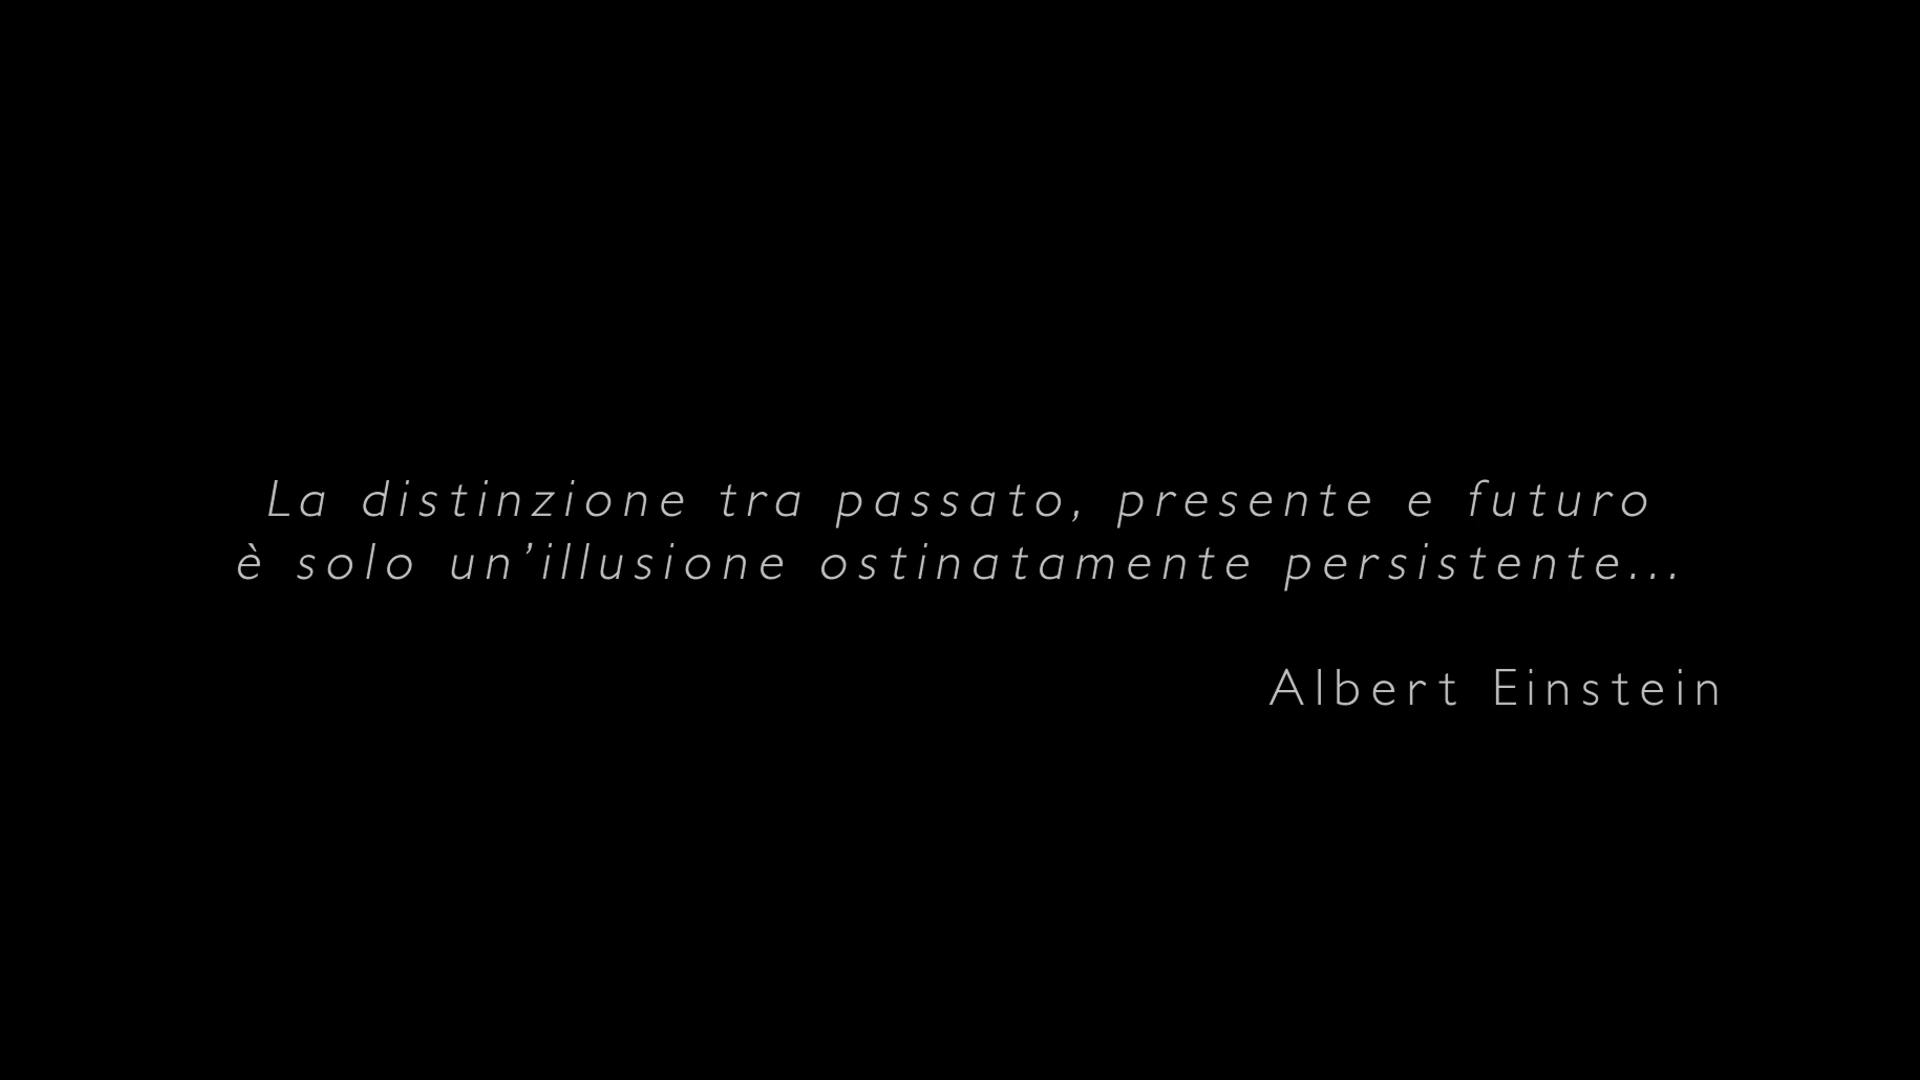 La distinzione tra passato, presente e futuro
è solo un’illusione ostinatamente persistente...
Albert Einstein